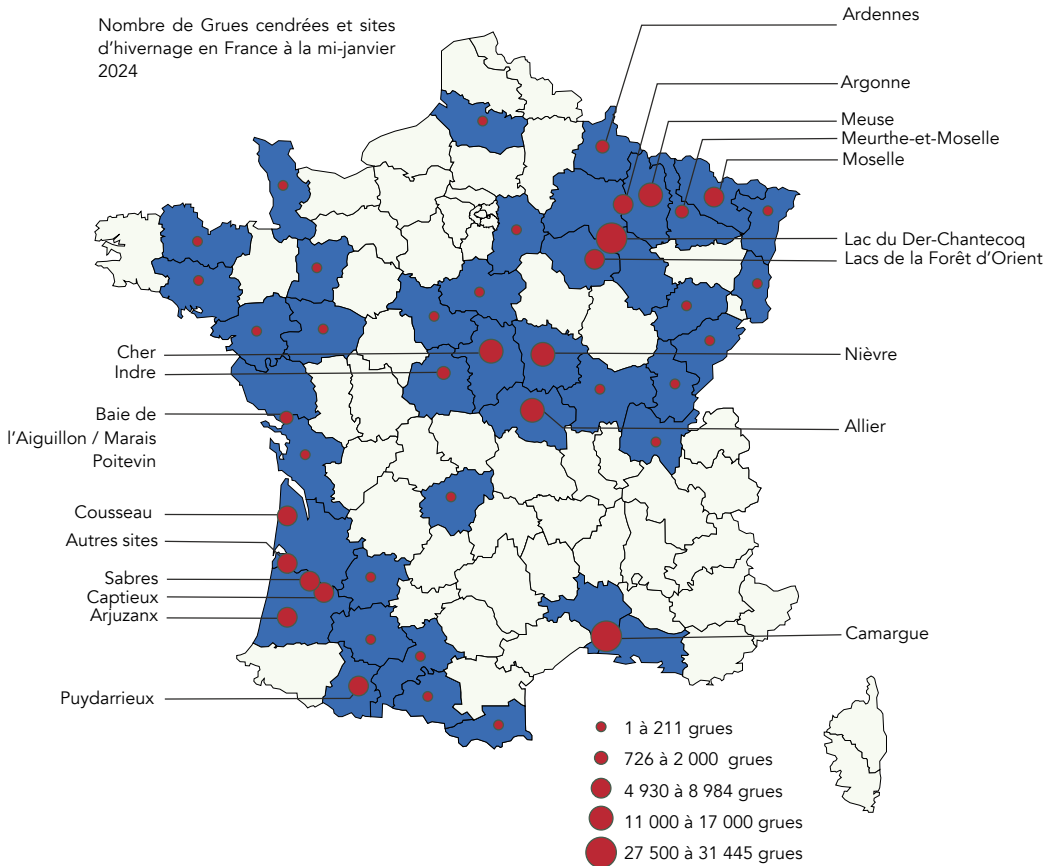 Nombre de Grues cendrées et sites
d'hivernage en France à la mi-janvier
2024
Ardennes
Argonne
Meuse
Meurthe-et-Moselle
Moselle
Lac du Der-Chantecoq
Lacs de la Forêt d'Orient
Cher
Indre
Nièvre
Baie de
l'Aiguillon / Marais
Poitevin
Allier
Cousseau
Autres sites
Sabres
Captieux
Arjuzanx
Camargue
Puydarrieux
1 à 211 grues
726 à 2 000 grues
4 930 à 8 984 grues
11 000 à 17 000 grues
27 500 à 31 445 grues